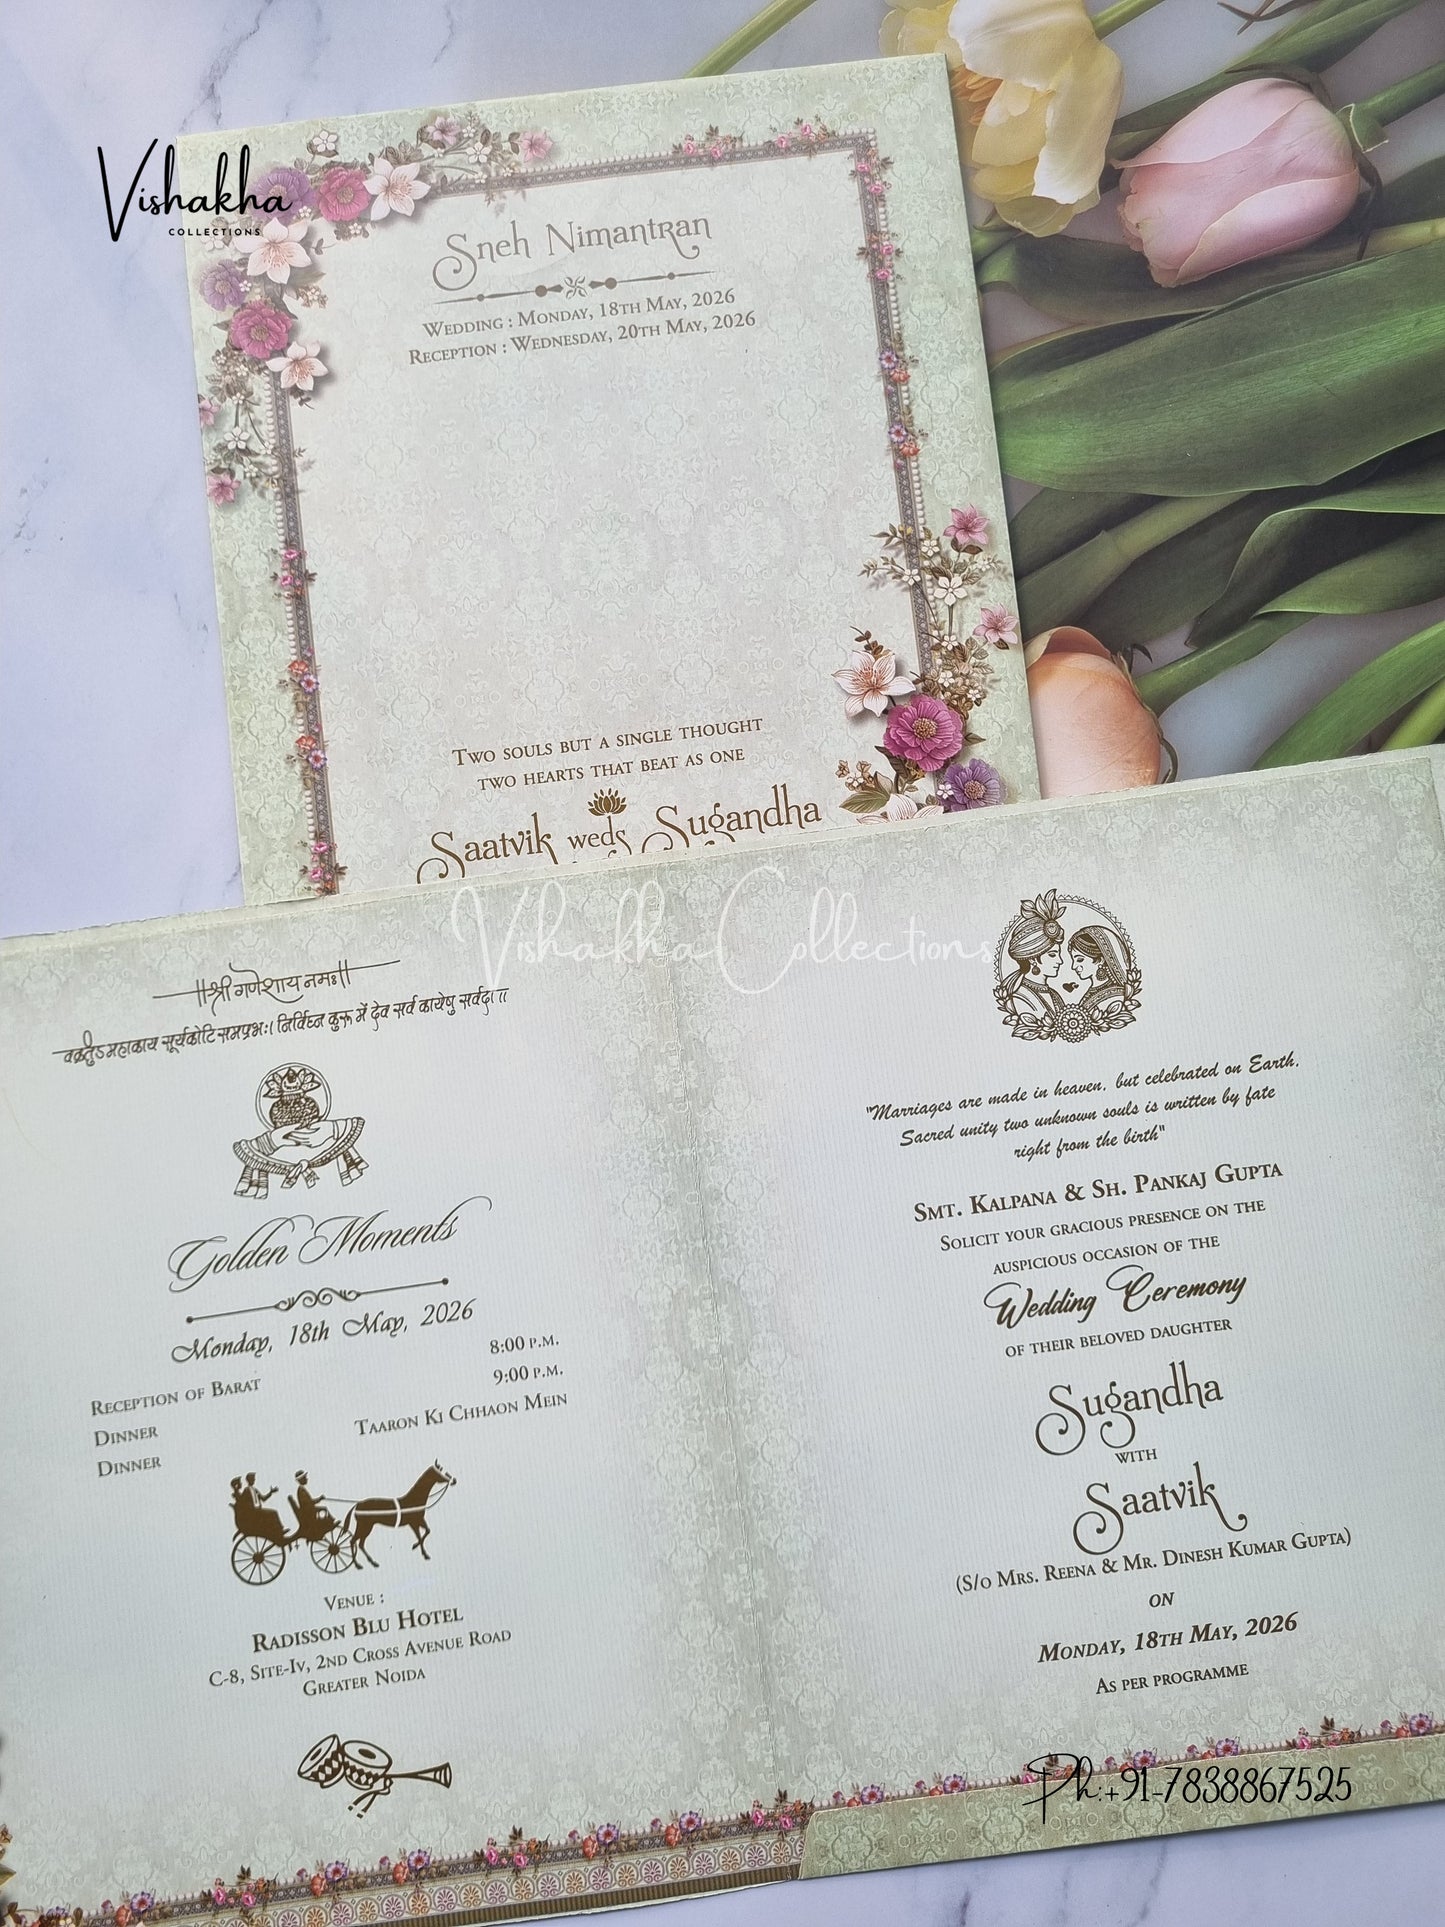 Vishakha
COLLECTIONS
Sneh Nimantran
Wedding : Monday, 18th May, 2026
Reception : Wednesday, 20th May, 2026
Two souls but a single thought
two hearts that beat as one
Saatvik weds Sugandha
Vishakha Collections
||श्री गणेशाय नमः||
वक्रतुंड महाकाय सूर्यकोटि समप्रभः। निर्विघ्न कुरू में देव सर्व कायेषु सर्वदा॥
Golden Moments
Monday, 18th May, 2026
Reception of Barat 8:00 p.m.
Dinner 9:00 p.m.
Dinner Taaron Ki Chhaon Mein
Venue :
Radisson Blu Hotel
C-8, Site-Iv, 2nd Cross Avenue Road
Greater Noida
"Marriages are made in heaven, but celebrated on Earth,
Sacred unity two unknown souls is written by fate
right from the birth"
Smt. Kalpana & Sh. Pankaj Gupta
Solicit your gracious presence on the
auspicious occasion of the
Wedding Ceremony
of their beloved daughter
Sugandha
with
Saatvik
(S/o Mrs. Reena & Mr. Dinesh Kumar Gupta)
on
Monday, 18th May, 2026
As per programme
Ph:+91-7838867525